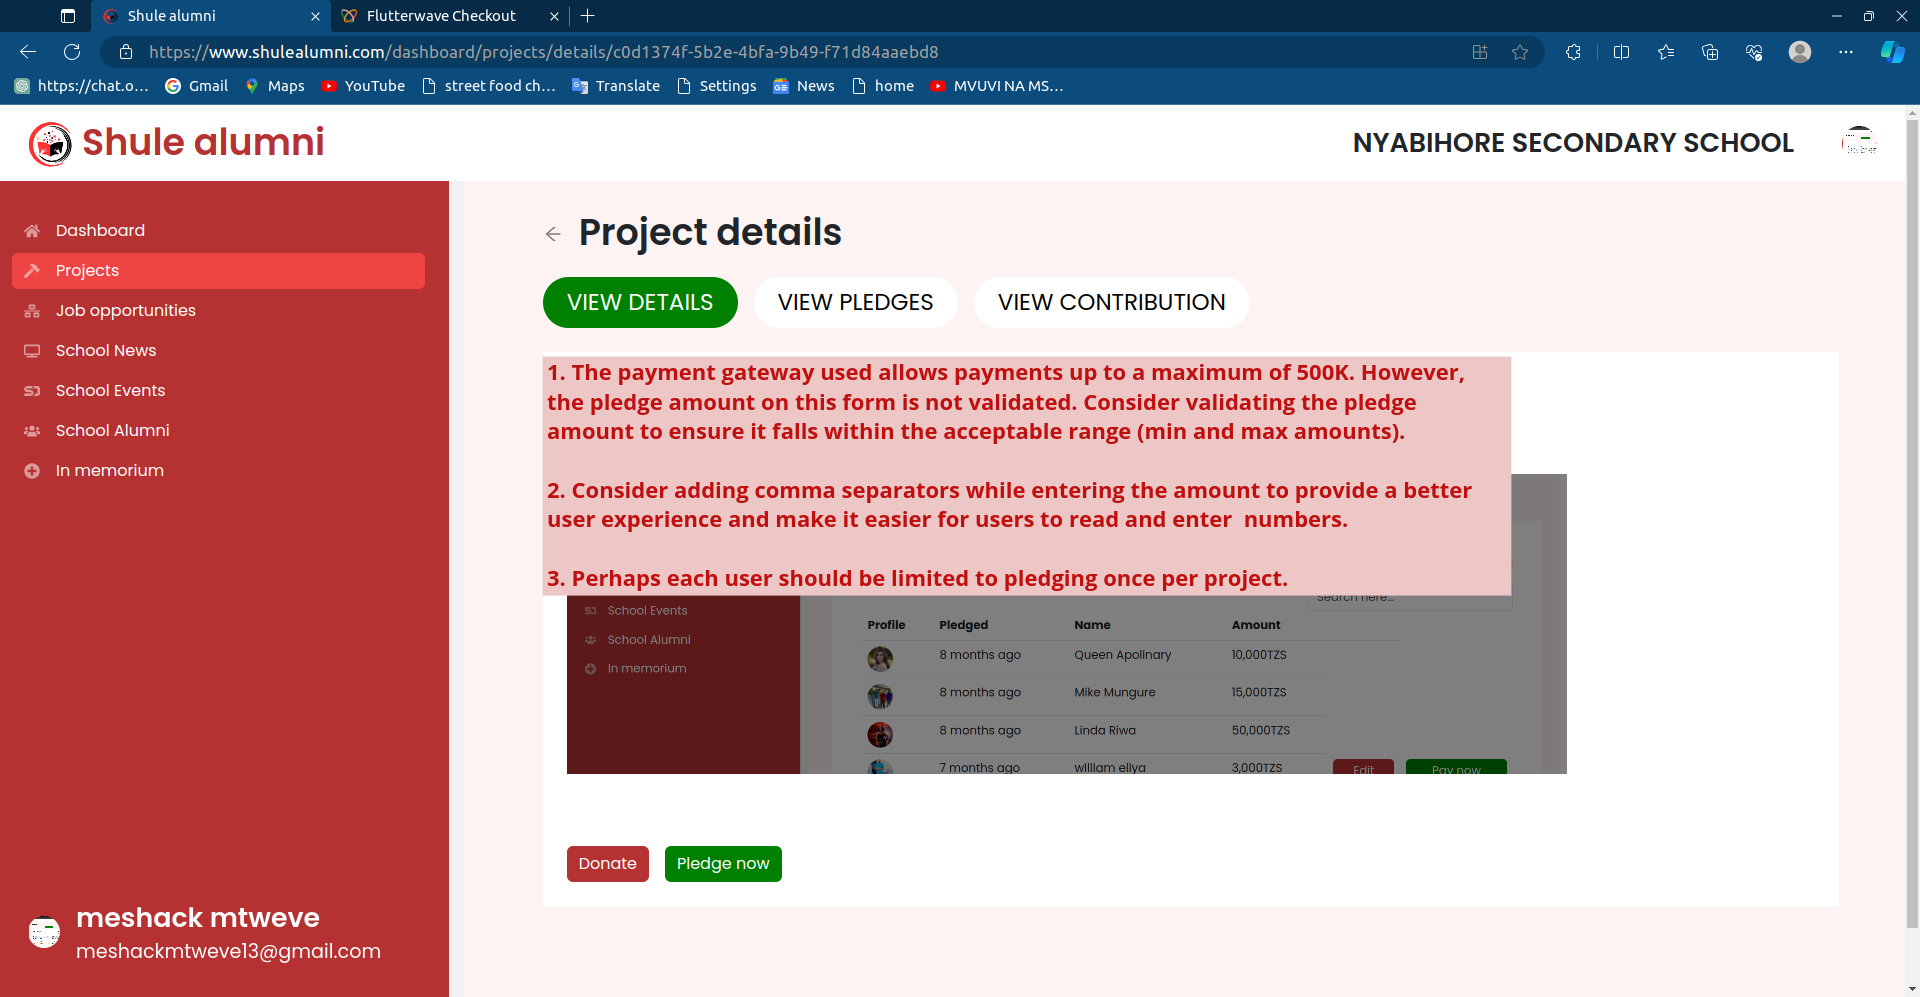 Shule alumni
Flutterwave Checkout
https://www.shulealumni.com/dashboard/projects/details/c0d1374f-5b2e-4bfa-9b49-f71d84aaebd8
https://chat.o... Gmail Maps YouTube street food ch... Translate Settings News home MVUVI NA MS...
Shule alumni
NYABIHORE SECONDARY SCHOOL
Dashboard
Projects
Job opportunities
School News
School Events
School Alumni
In memorium
meshack mtweve
meshackmtweve13@gmail.com
Project details
VIEW DETAILS VIEW PLEDGES VIEW CONTRIBUTION
1. The payment gateway used allows payments up to a maximum of 500K. However,
the pledge amount on this form is not validated. Consider validating the pledge
amount to ensure it falls within the acceptable range (min and max amounts).
2. Consider adding comma separators while entering the amount to provide a better
user experience and make it easier for users to read and enter  numbers.
3. Perhaps each user should be limited to pledging once per project.
Search here...
School Events
School Alumni
In memorium
Profile Pledged Name Amount
8 months ago Queen Apolinary 10,000TZS
8 months ago Mike Mungure 15,000TZS
8 months ago Linda Riwa 50,000TZS
7 months ago william eliya 3,000TZS Edit Pay now
Donate Pledge now